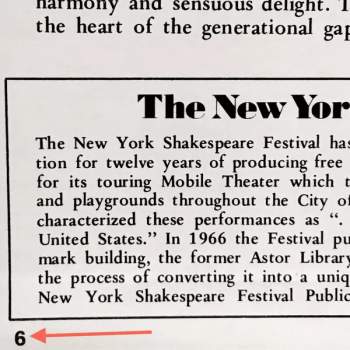 harmony and sensuous delight.
the heart of the generational gap
The New Yor
The New York Shakespeare Festival has
tion for twelve years of producing free
for its touring Mobile Theater which t
and playgrounds throughout the City of
characterized these performances as “.
United States.” In 1966 the Festival pu
mark building, the former Astor Library
the process of converting it into a uniq
New York Shakespeare Festival Public
6